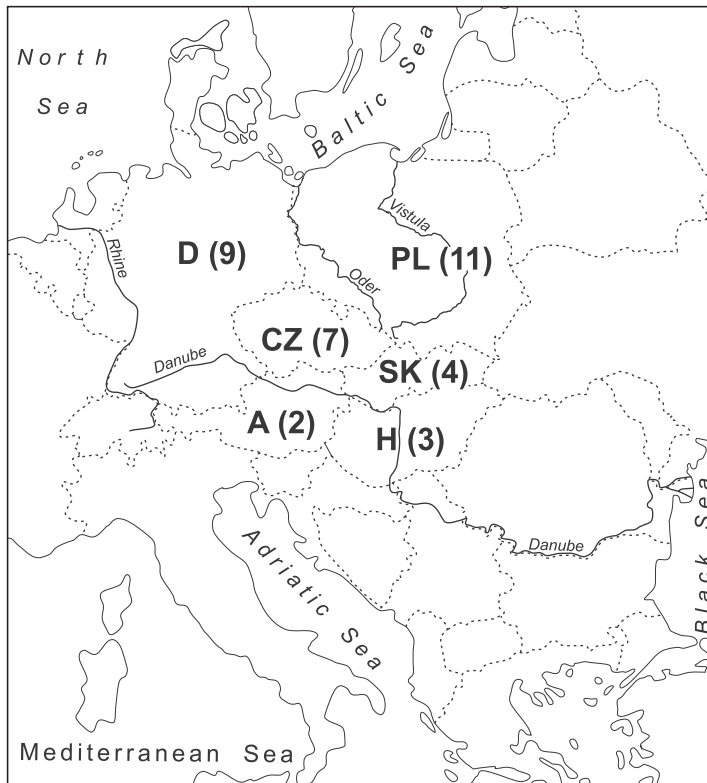 North
Sea
Baltic Sea
Vistula
Rhine
D (9)
PL (11)
Oder
CZ (7)
Danube
SK (4)
A (2)
H (3)
Danube
Adriatic Sea
Black Sea
Mediterranean Sea